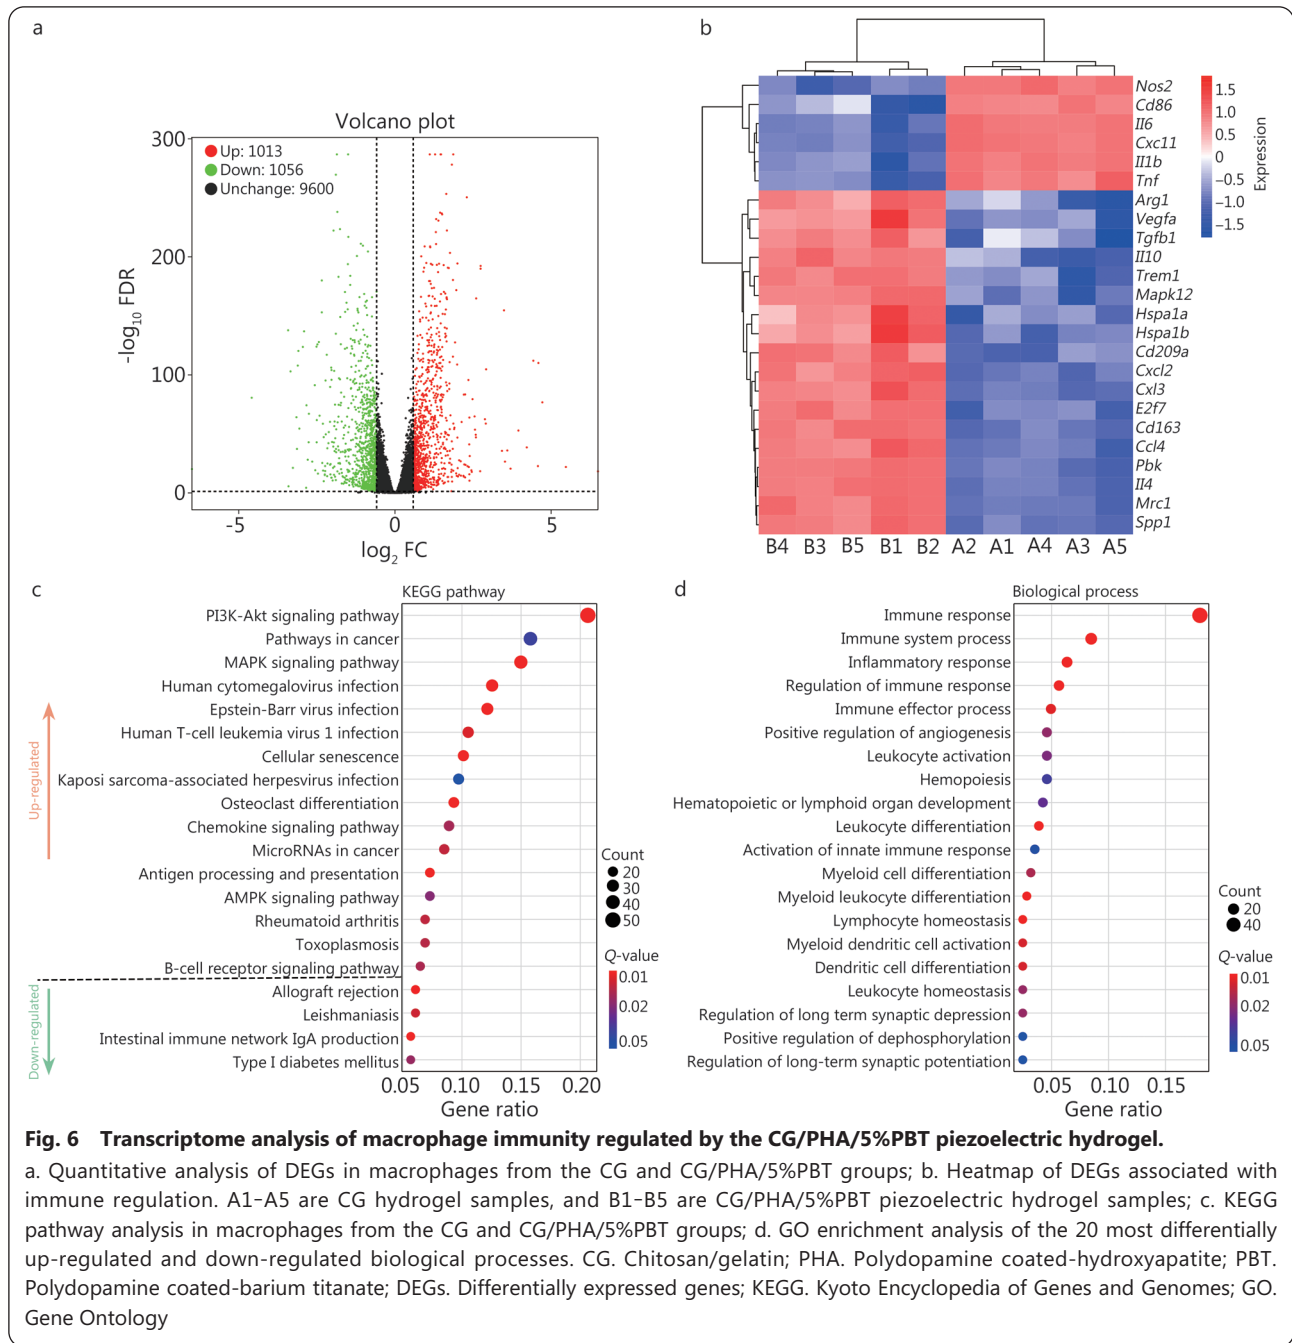 a
Volcano plot
Up: 1013
Down: 1056
Unchange: 9600
300
200
100
0
-log10 FDR
-5 0 5
log2 FC
b
Nos2
Cd86
Il6
Cxc11
Il1b
Tnf
Arg1
Vegfa
Tgfb1
Il10
Trem1
Mapk12
Hspa1a
Hspa1b
Cd209a
Cxcl2
Cxl3
E2f7
Cd163
Ccl4
Pbk
Il4
Mrc1
Spp1
B4 B3 B5 B1 B2 A2 A1 A4 A3 A5
1.5
1.0
0.5
0
−0.5
−1.0
−1.5
Expression
c
KEGG pathway
PI3K-Akt signaling pathway
Pathways in cancer
MAPK signaling pathway
Human cytomegalovirus infection
Epstein-Barr virus infection
Human T-cell leukemia virus 1 infection
Cellular senescence
Kaposi sarcoma-associated herpesvirus infection
Osteoclast differentiation
Chemokine signaling pathway
MicroRNAs in cancer
Antigen processing and presentation
AMPK signaling pathway
Rheumatoid arthritis
Toxoplasmosis
B-cell receptor signaling pathway
Allograft rejection
Leishmaniasis
Intestinal immune network IgA production
Type I diabetes mellitus
Up-regulated
Down-regulated
0.05 0.10 0.15 0.20
Gene ratio
Count
20
30
40
50
Q-value
0.01
0.02
0.05
d
Biological process
Immune response
Immune system process
Inflammatory response
Regulation of immune response
Immune effector process
Positive regulation of angiogenesis
Leukocyte activation
Hemopoiesis
Hematopoietic or lymphoid organ development
Leukocyte differentiation
Activation of innate immune response
Myeloid cell differentiation
Myeloid leukocyte differentiation
Lymphocyte homeostasis
Myeloid dendritic cell activation
Dendritic cell differentiation
Leukocyte homeostasis
Regulation of long term synaptic depression
Positive regulation of dephosphorylation
Regulation of long-term synaptic potentiation
0.05 0.10 0.15
Gene ratio
Count
20
40
Q-value
0.01
0.02
0.05
Fig. 6 Transcriptome analysis of macrophage immunity regulated by the CG/PHA/5%PBT piezoelectric hydrogel.
a. Quantitative analysis of DEGs in macrophages from the CG and CG/PHA/5%PBT groups; b. Heatmap of DEGs associated with
immune regulation. A1–A5 are CG hydrogel samples, and B1–B5 are CG/PHA/5%PBT piezoelectric hydrogel samples; c. KEGG
pathway analysis in macrophages from the CG and CG/PHA/5%PBT groups; d. GO enrichment analysis of the 20 most differentially
up-regulated and down-regulated biological processes. CG. Chitosan/gelatin; PHA. Polydopamine coated-hydroxyapatite; PBT.
Polydopamine coated-barium titanate; DEGs. Differentially expressed genes; KEGG. Kyoto Encyclopedia of Genes and Genomes; GO.
Gene Ontology